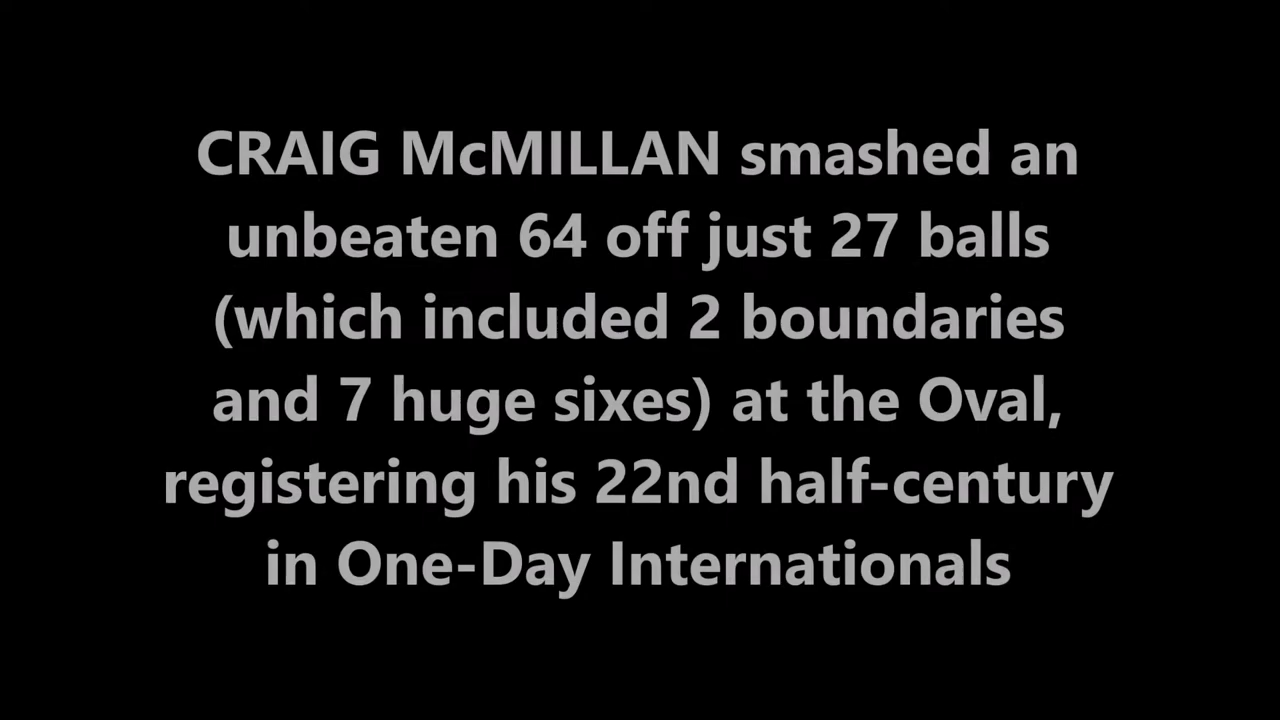 CRAIG McMILLAN smashed an
unbeaten 64 off just 27 balls
(which included 2 boundaries
and 7 huge sixes) at the Oval,
registering his 22nd half-century
in One-Day Internationals